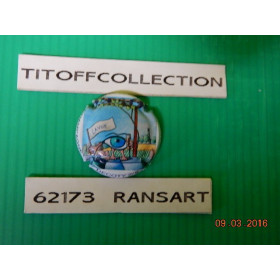 TITOFFCOLLECTION
62173 RANSART
09.03.2016